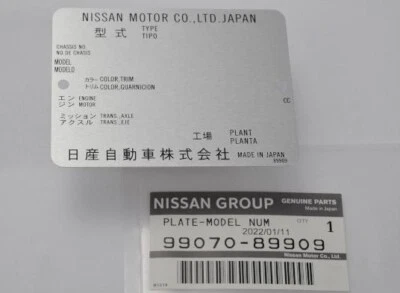 NISSAN MOTOR CO.,LTD.JAPAN
型式 TYPE
TIPO
CHASSIS NO.
NO.DE CHASIS
MODEL
MODELO
カラー COLOR,TRIM
トリム COLOR,GUARNICION
エンジン ENGINE
MOTOR
CC
ミッション TRANS.,AXLE
アクスル TRANS.,EJE
工場 PLANT
PLANTA
日産自動車株式会社 MADE IN JAPAN
89909
NISSAN GROUP GENUINE PARTS
Made in Japan
PLATE-MODEL NUM QTY 1
2022/01/11
99070-89909 Nissan Motor Co., Ltd.